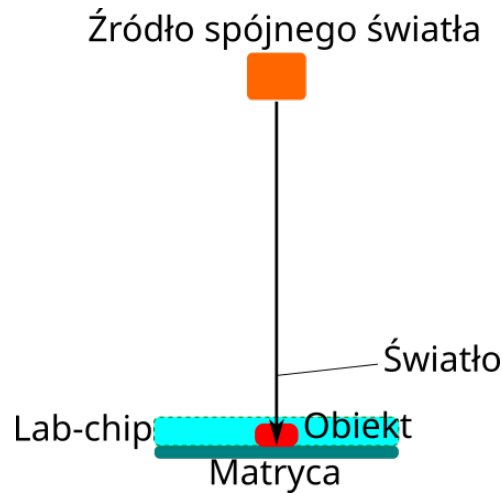 Źródło spójnego światła
Światło
Lab-chip
Obiekt
Matryca